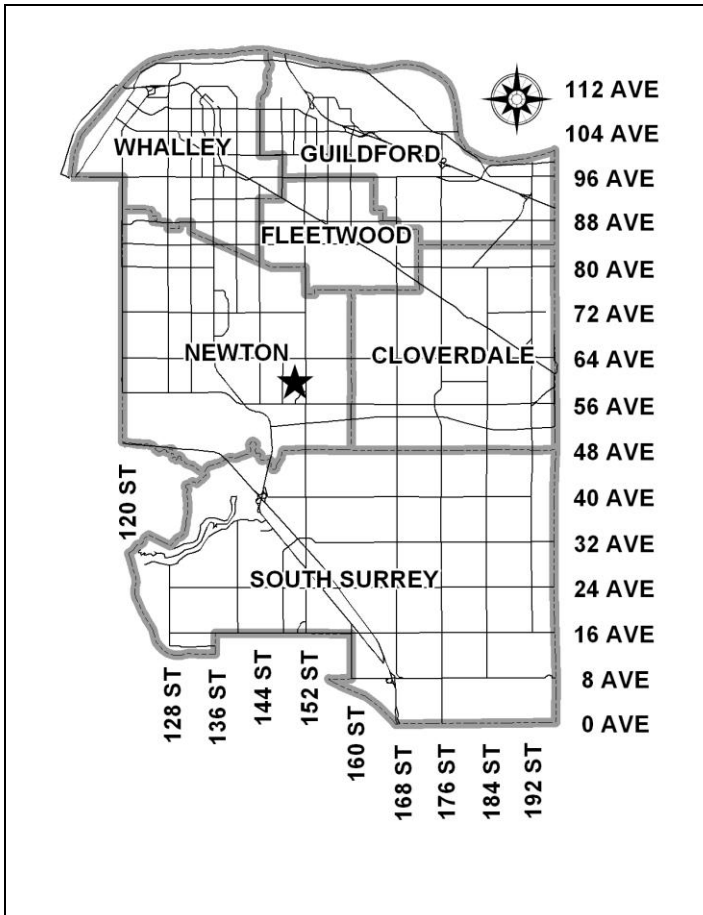 112 AVE
104 AVE
WHALLEY
GUILDFORD
96 AVE
88 AVE
FLEETWOOD
80 AVE
72 AVE
NEWTON
CLOVERDALE
64 AVE
56 AVE
48 AVE
120 ST
40 AVE
32 AVE
SOUTH SURREY
24 AVE
16 AVE
8 AVE
0 AVE
128 ST
136 ST
144 ST
152 ST
160 ST
168 ST
176 ST
184 ST
192 ST